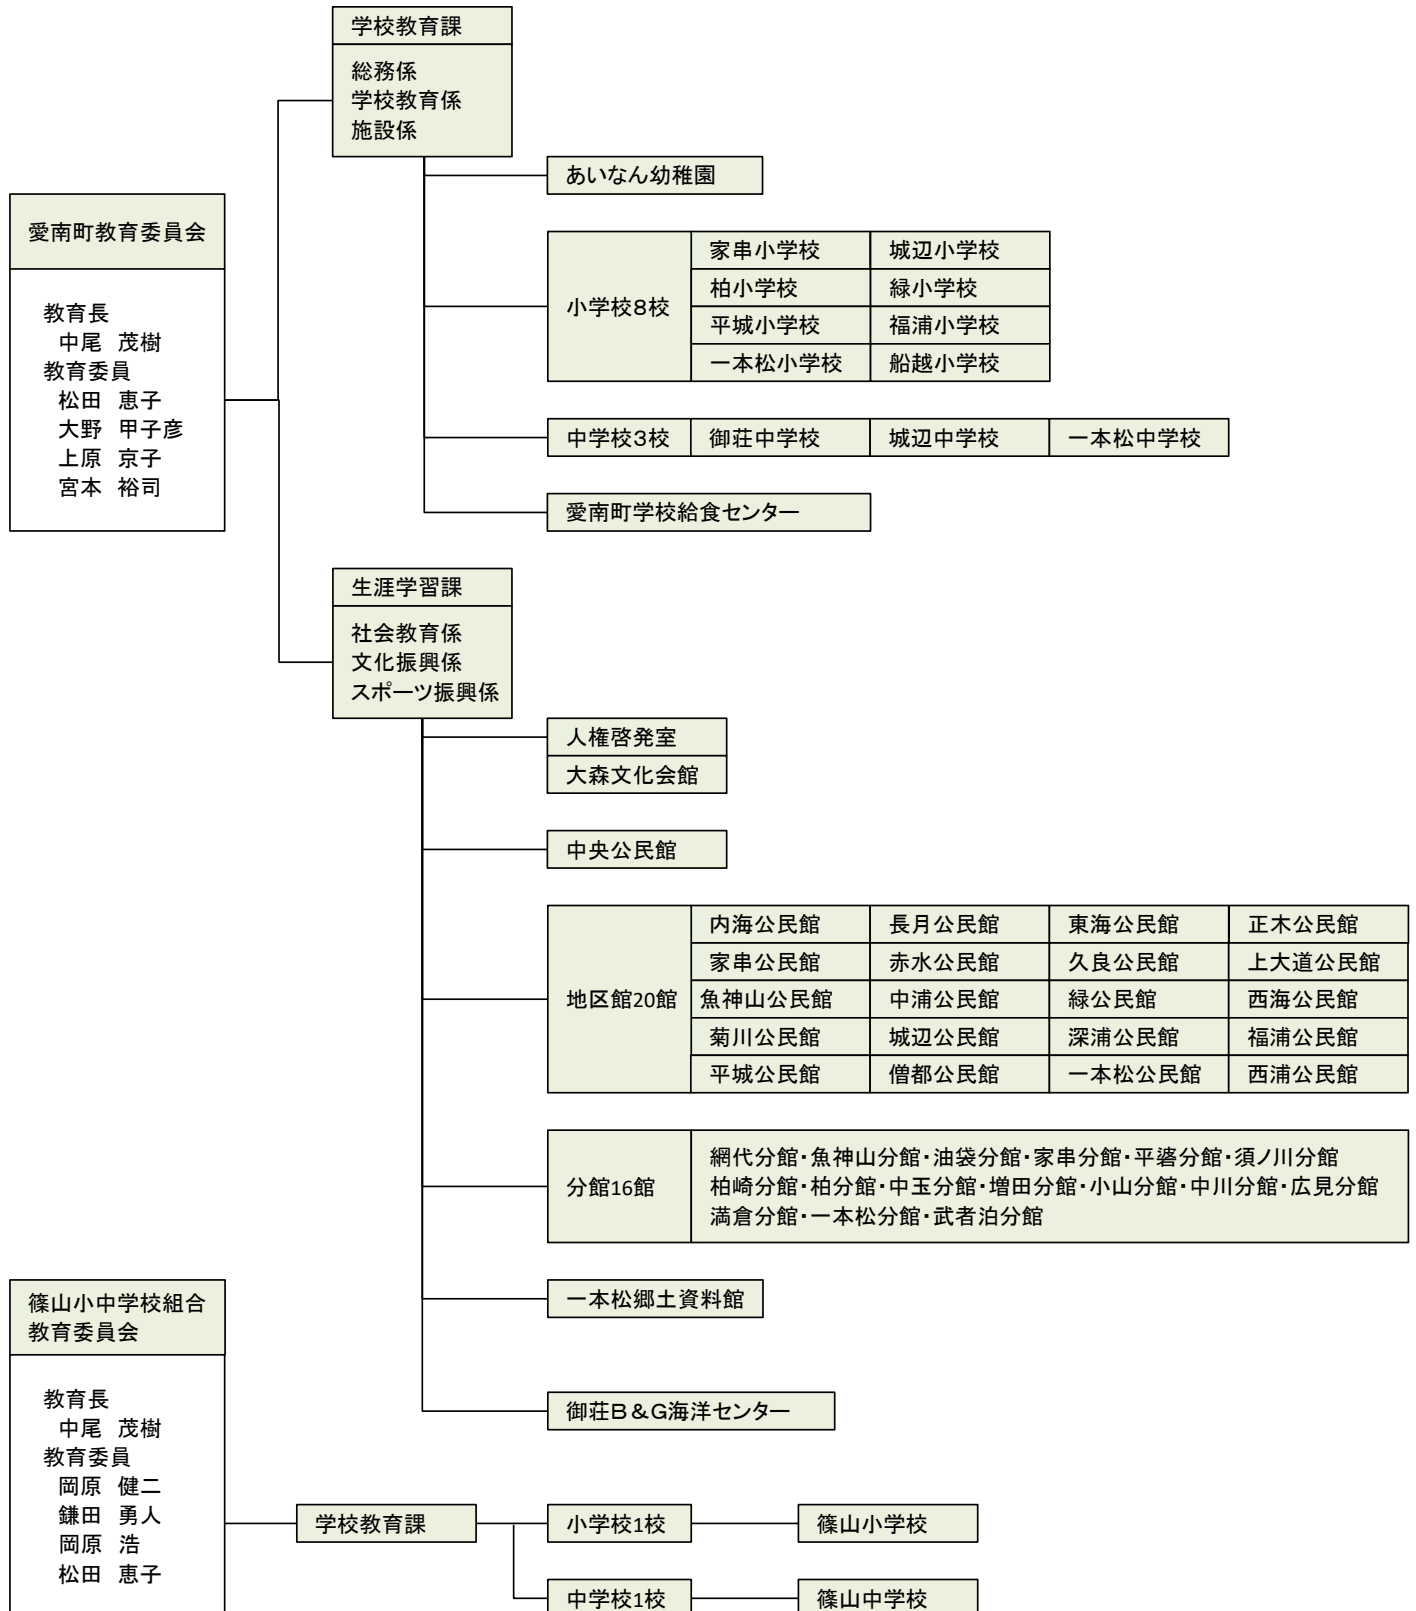 学校教育課
総務係
学校教育係
施設係
あいなん幼稚園
愛南町教育委員会
教育長
中尾 茂樹
教育委員
松田 恵子
大野 甲子彦
上原 京子
宮本 裕司
小学校8校
家串小学校 城辺小学校
柏小学校 緑小学校
平城小学校 福浦小学校
一本松小学校 船越小学校
中学校3校 御荘中学校 城辺中学校 一本松中学校
愛南町学校給食センター
生涯学習課
社会教育係
文化振興係
スポーツ振興係
人権啓発室
大森文化会館
中央公民館
地区館20館
内海公民館 長月公民館 東海公民館 正木公民館
家串公民館 赤水公民館 久良公民館 上大道公民館
魚神山公民館 中浦公民館 緑公民館 西海公民館
菊川公民館 城辺公民館 深浦公民館 福浦公民館
平城公民館 僧都公民館 一本松公民館 西浦公民館
分館16館
網代分館・魚神山分館・油袋分館・家串分館・平碆分館・須ノ川分館
柏崎分館・柏分館・中玉分館・増田分館・小山分館・中川分館・広見分館
満倉分館・一本松分館・武者泊分館
一本松郷土資料館
御荘B&G海洋センター
篠山小中学校組合
教育委員会
教育長
中尾 茂樹
教育委員
岡原 健二
鎌田 勇人
岡原 浩
松田 恵子
学校教育課
小学校1校 篠山小学校
中学校1校 篠山中学校